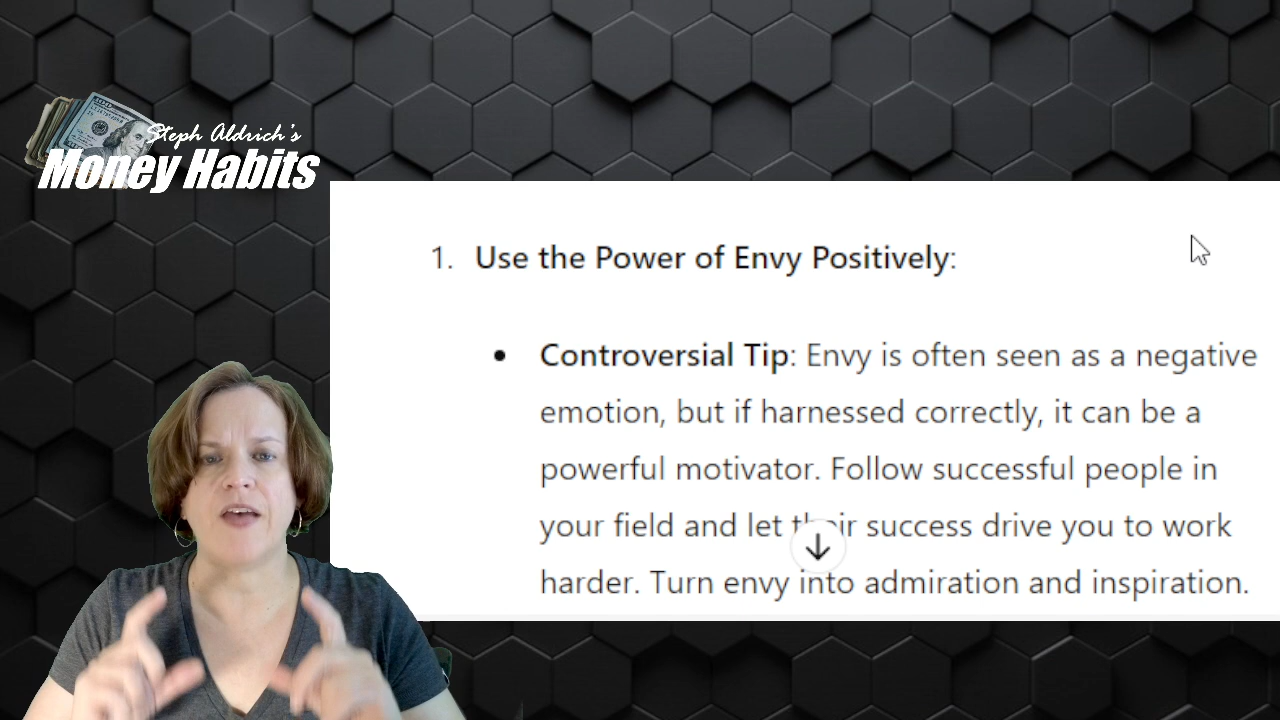 Steph Aldrich's
Money Habits
1. Use the Power of Envy Positively:
• Controversial Tip: Envy is often seen as a negative
emotion, but if harnessed correctly, it can be a
powerful motivator. Follow successful people in
your field and let their success drive you to work
harder. Turn envy into admiration and inspiration.